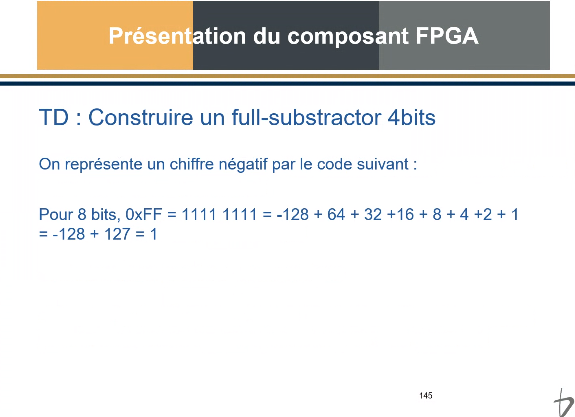 Présentation du composant FPGA
TD : Construire un full-substractor 4bits
On représente un chiffre négatif par le code suivant :
Pour 8 bits, 0xFF = 1111 1111 = -128 + 64 + 32 +16 + 8 + 4 +2 + 1
= -128 + 127 = 1
145